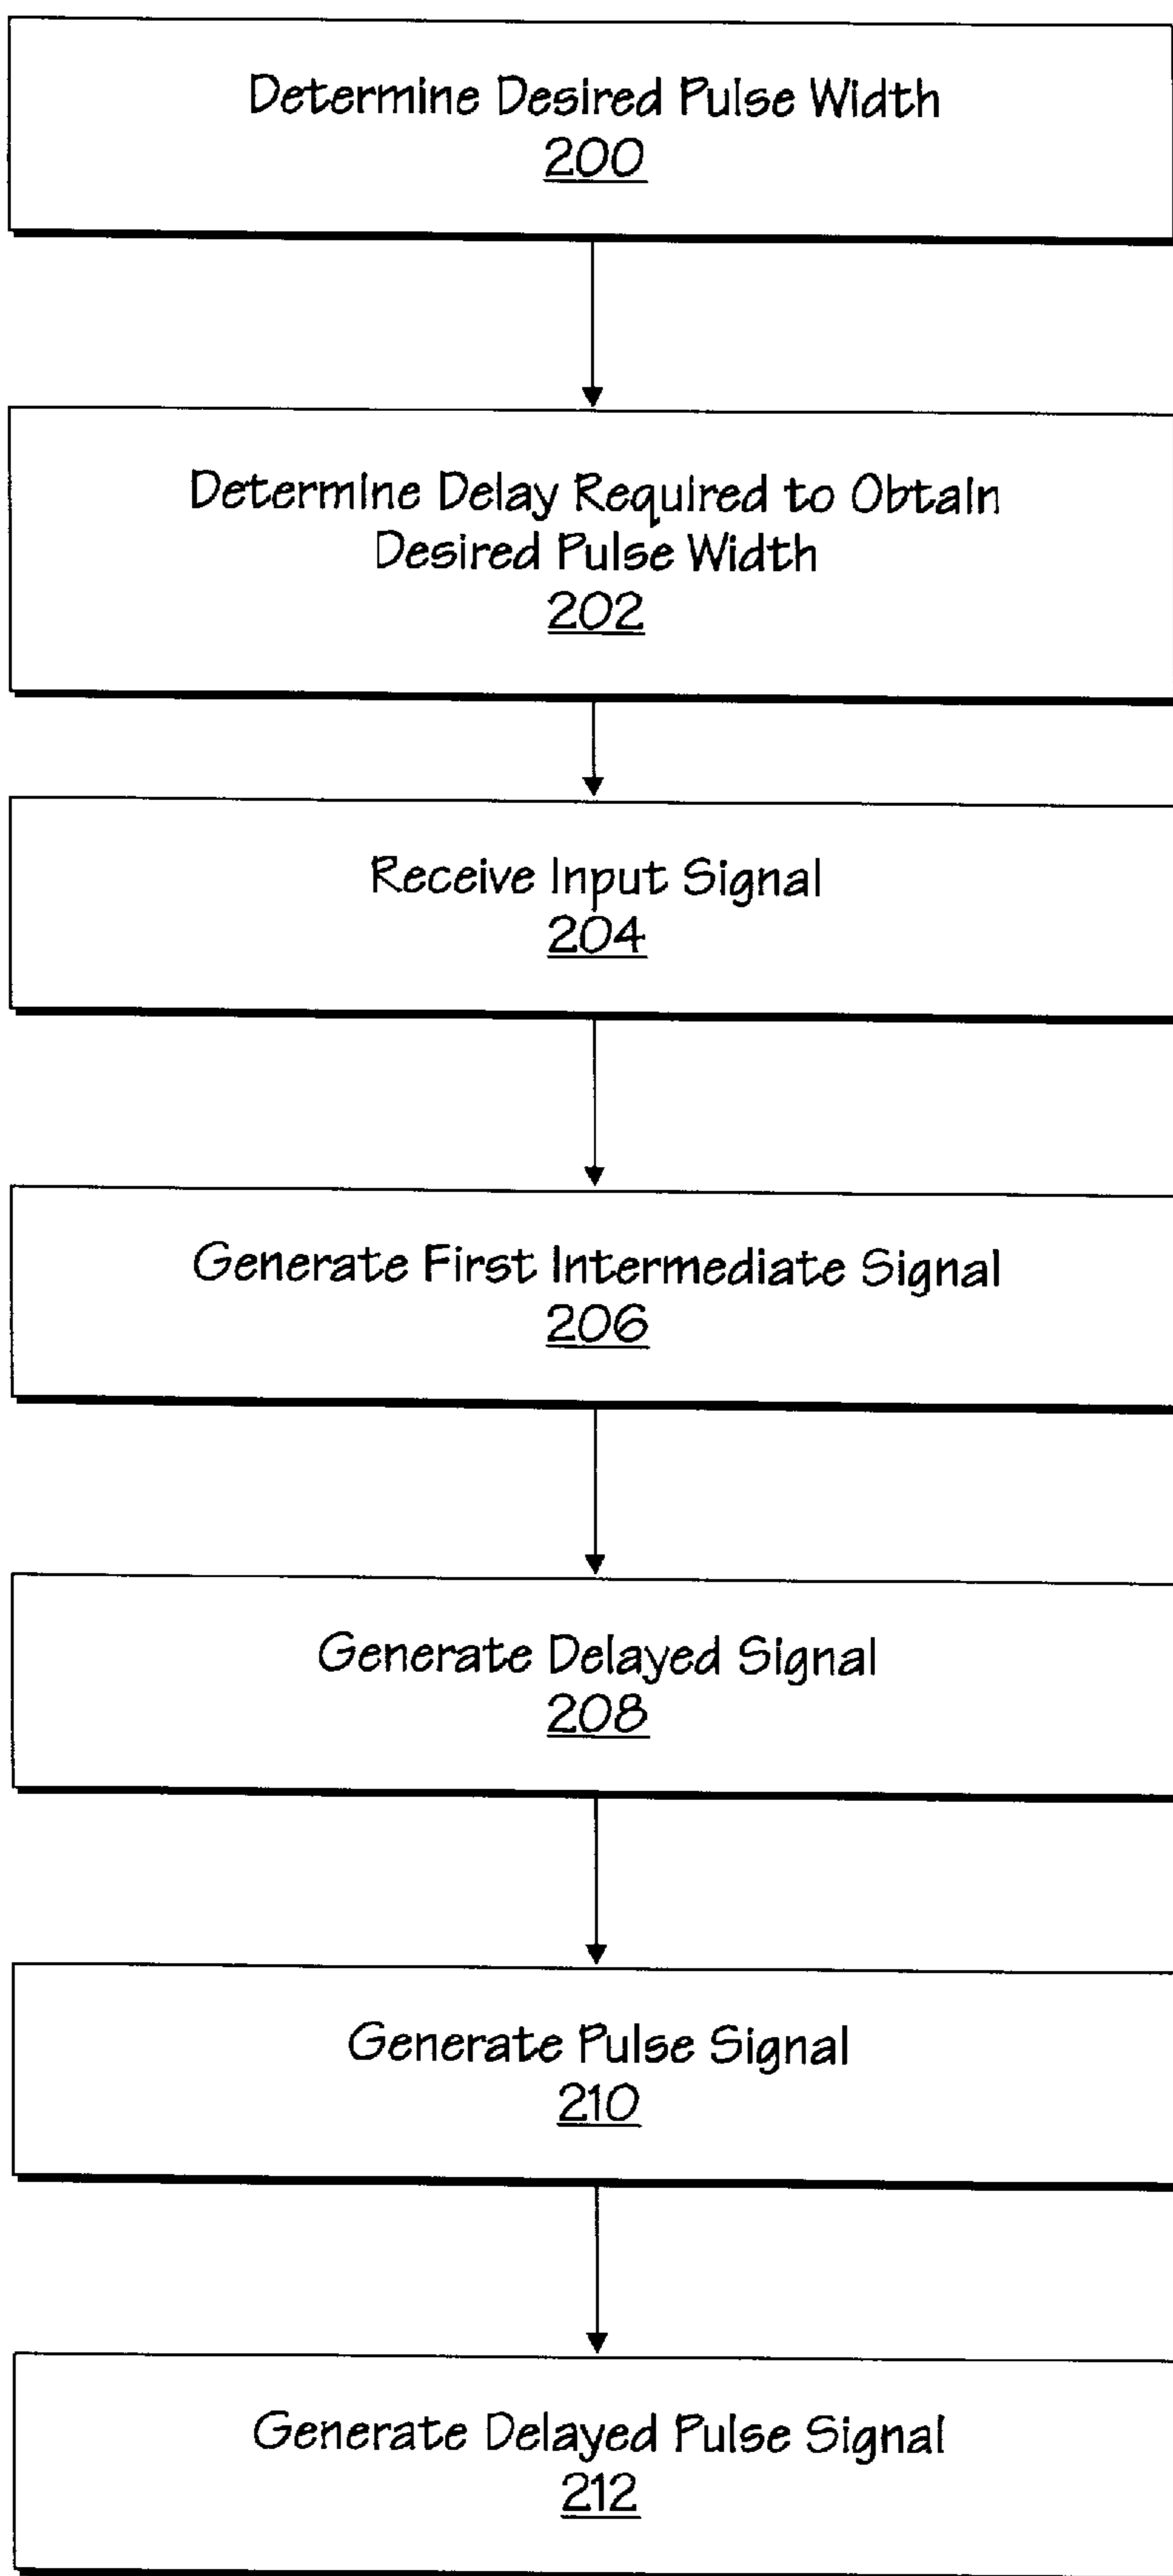 Determine Desired Pulse Width
200
Determine Delay Required to Obtain
Desired Pulse Width
202
Receive Input Signal
204
Generate First Intermediate Signal
206
Generate Delayed Signal
208
Generate Pulse Signal
210
Generate Delayed Pulse Signal
212